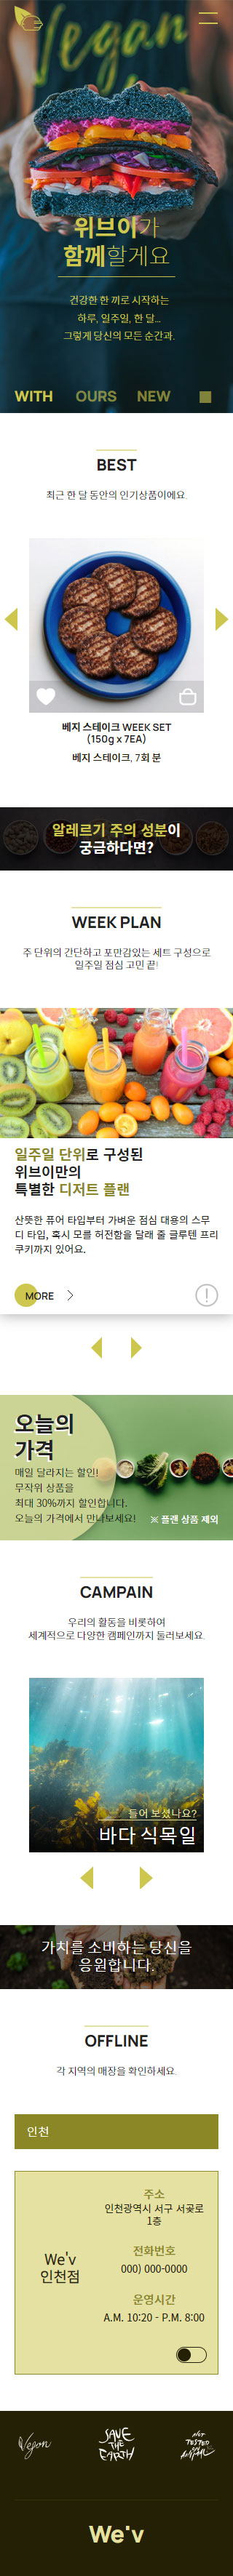 Vegan
위브이가
함께할게요
건강한 한 끼로 시작하는
하루, 일주일, 한 달...
그렇게 당신의 모든 순간과.
WITH OURS NEW
BEST
최근 한 달 동안의 인기상품이에요.
베지 스테이크 WEEK SET
(150g x 7EA)
베지 스테이크, 7회 분
알레르기 주의 성분이
궁금하다면?
WEEK PLAN
주 단위의 간단하고 포만감있는 세트 구성으로
일주일 점심 고민 끝!
일주일 단위로 구성된
위브이만의
특별한 디저트 플랜
산뜻한 퓨어 타입부터 가벼운 점심 대용의 스무
디 타입, 혹시 모를 허전함을 달래 줄 글루텐 프리
쿠키까지 있어요.
MORE
오늘의
가격
매일 달라지는 할인!
무작위 상품을
최대 30%까지 할인합니다.
오늘의 가격에서 만나보세요!
※ 플랜 상품 제외
CAMPAIN
우리의 활동을 비롯하여
세계적으로 다양한 캠페인까지 둘러보세요.
들어 보셨나요?
바다 식목일
가치를 소비하는 당신을
응원합니다.
OFFLINE
각 지역의 매장을 확인하세요.
인천
We'v
인천점
주소
인천광역시 서구 서곶로
1층
전화번호
000) 000-0000
운영시간
A.M. 10:20 - P.M. 8:00
Vegan
SAVE
THE
EARTH
NOT
TESTED
ON
ANIMAL
We'v